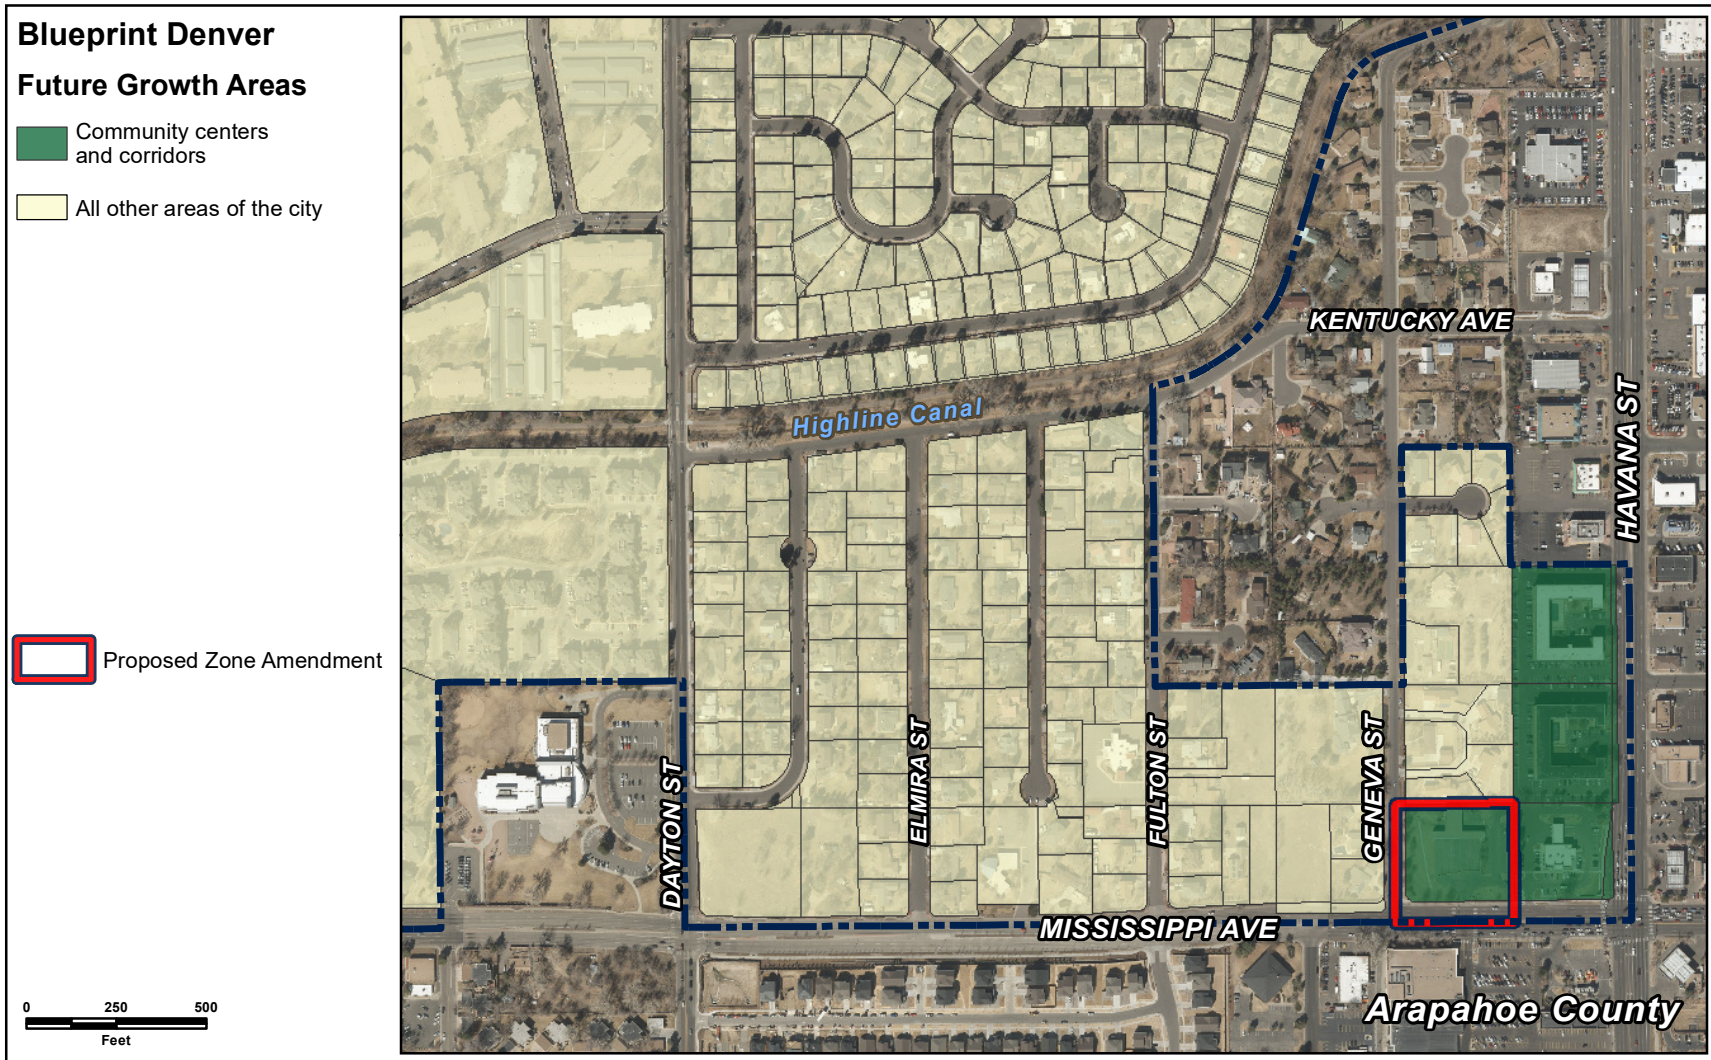 Blueprint Denver
Future Growth Areas
Community centers
and corridors
All other areas of the city
Proposed Zone Amendment
0 250 500
Feet
KENTUCKY AVE
Highline Canal
HAVANA ST
DAYTON ST
ELMIRA ST
FULTON ST
GENEVA ST
MISSISSIPPI AVE
Arapahoe County